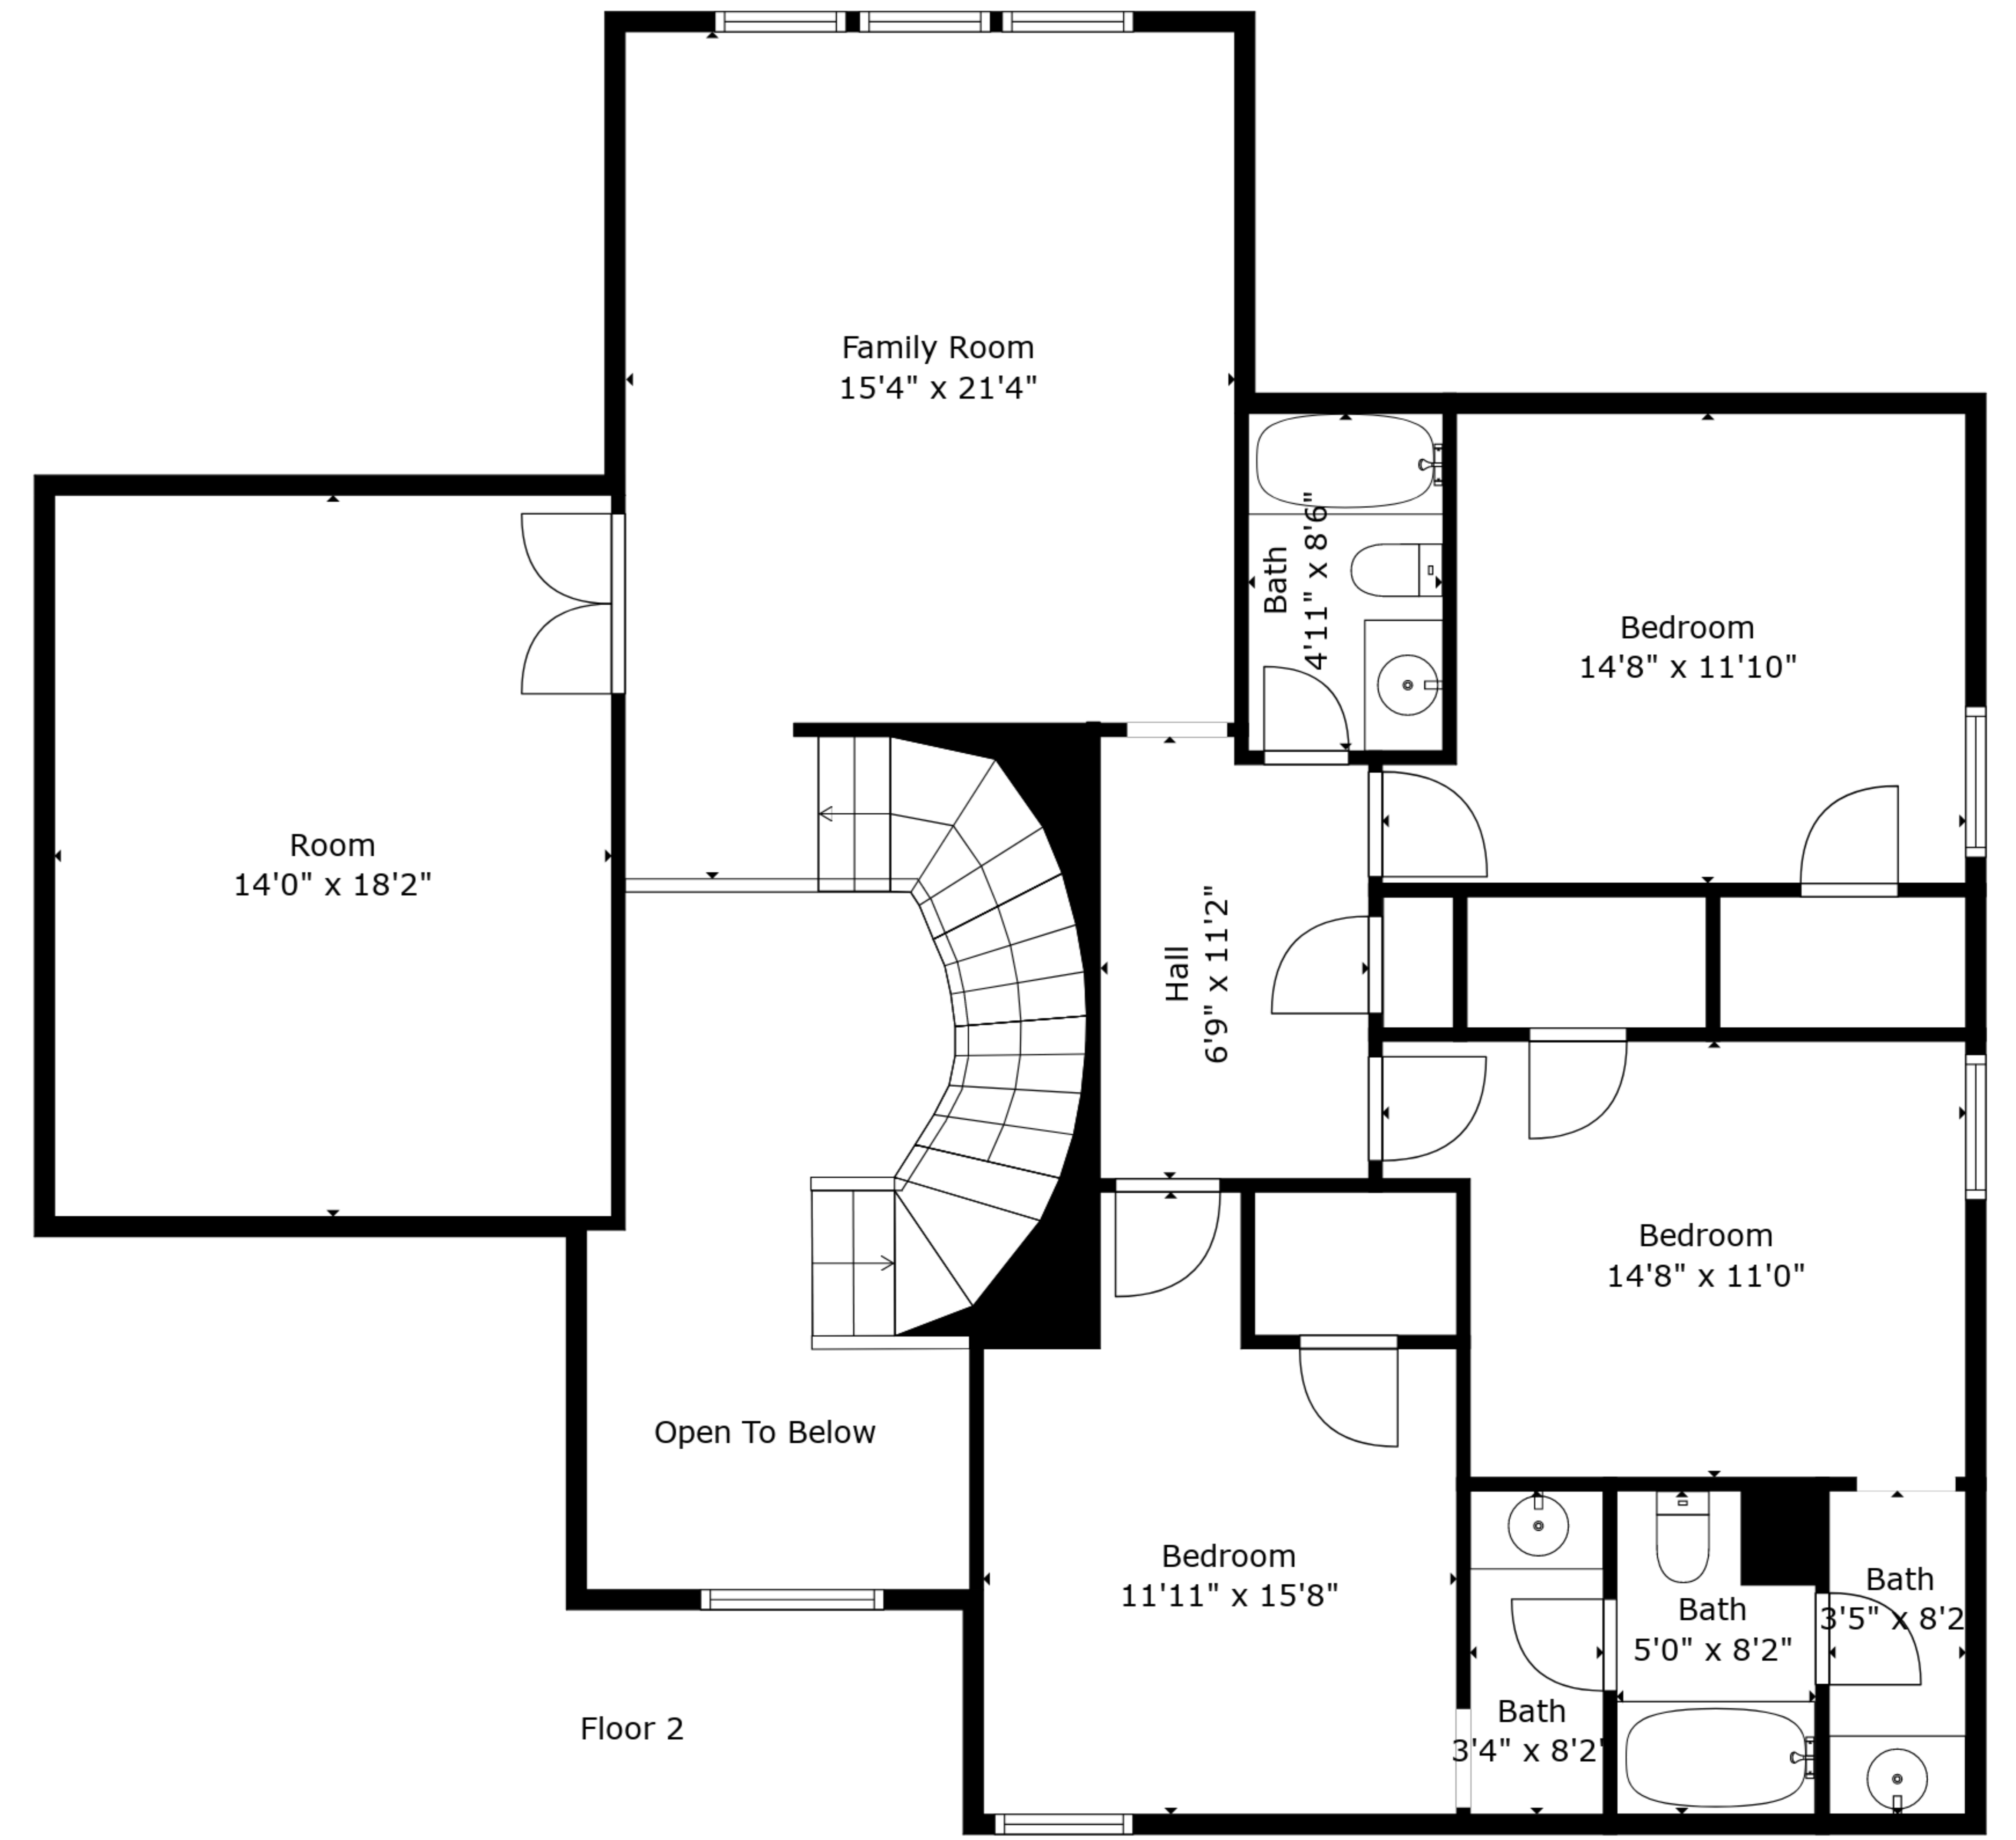 Family Room
15'4" x 21'4"
Bath
4'11" x 8'6"
Bedroom
14'8" x 11'10"
Room
14'0" x 18'2"
Hall
6'9" x 11'2"
Bedroom
14'8" x 11'0"
Open To Below
Bedroom
11'11" x 15'8"
Bath
3'5" x 8'2
Bath
5'0" x 8'2"
Bath
3'4" x 8'2"
Floor 2